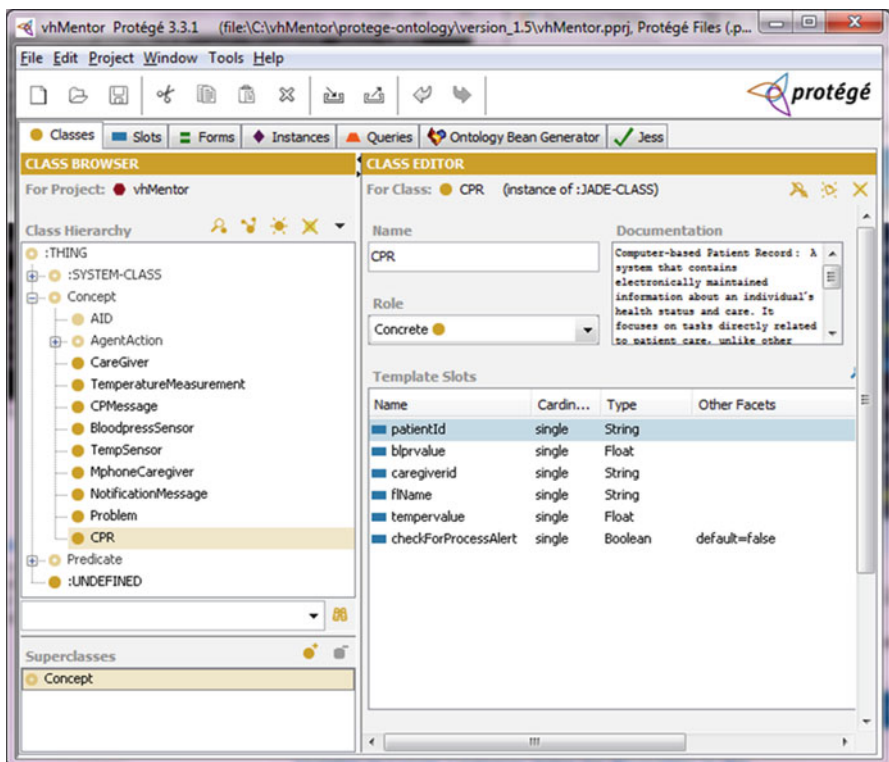 vhMentor Protégé 3.3.1 (file:\C:\vhMentor\protege-ontology\version_1.5\vhMentor.pprj, Protégé Files (.p...
File Edit Project Window Tools Help
protégé
Classes Slots Forms Instances Queries Ontology Bean Generator Jess
CLASS BROWSER
For Project: vhMentor
Class Hierarchy
:THING
:SYSTEM-CLASS
Concept
AID
AgentAction
CareGiver
TemperatureMeasurement
CPMessage
BloodpressSensor
TempSensor
MphoneCaregiver
NotificationMessage
Problem
CPR
Predicate
:UNDEFINED
Superclasses
Concept
CLASS EDITOR
For Class: CPR (instance of :JADE-CLASS)
Name
CPR
Role
Concrete
Documentation
Computer-based Patient Record: A
system that contains
electronically maintained
information about an individual's
health status and care. It
focuses on tasks directly related
to patient care, unlike other
Template Slots
Name Cardin... Type Other Facets
patientId single String
blprvalue single Float
caregiverid single String
flName single String
tempervalue single Float
checkForProcessAlert single Boolean default=false